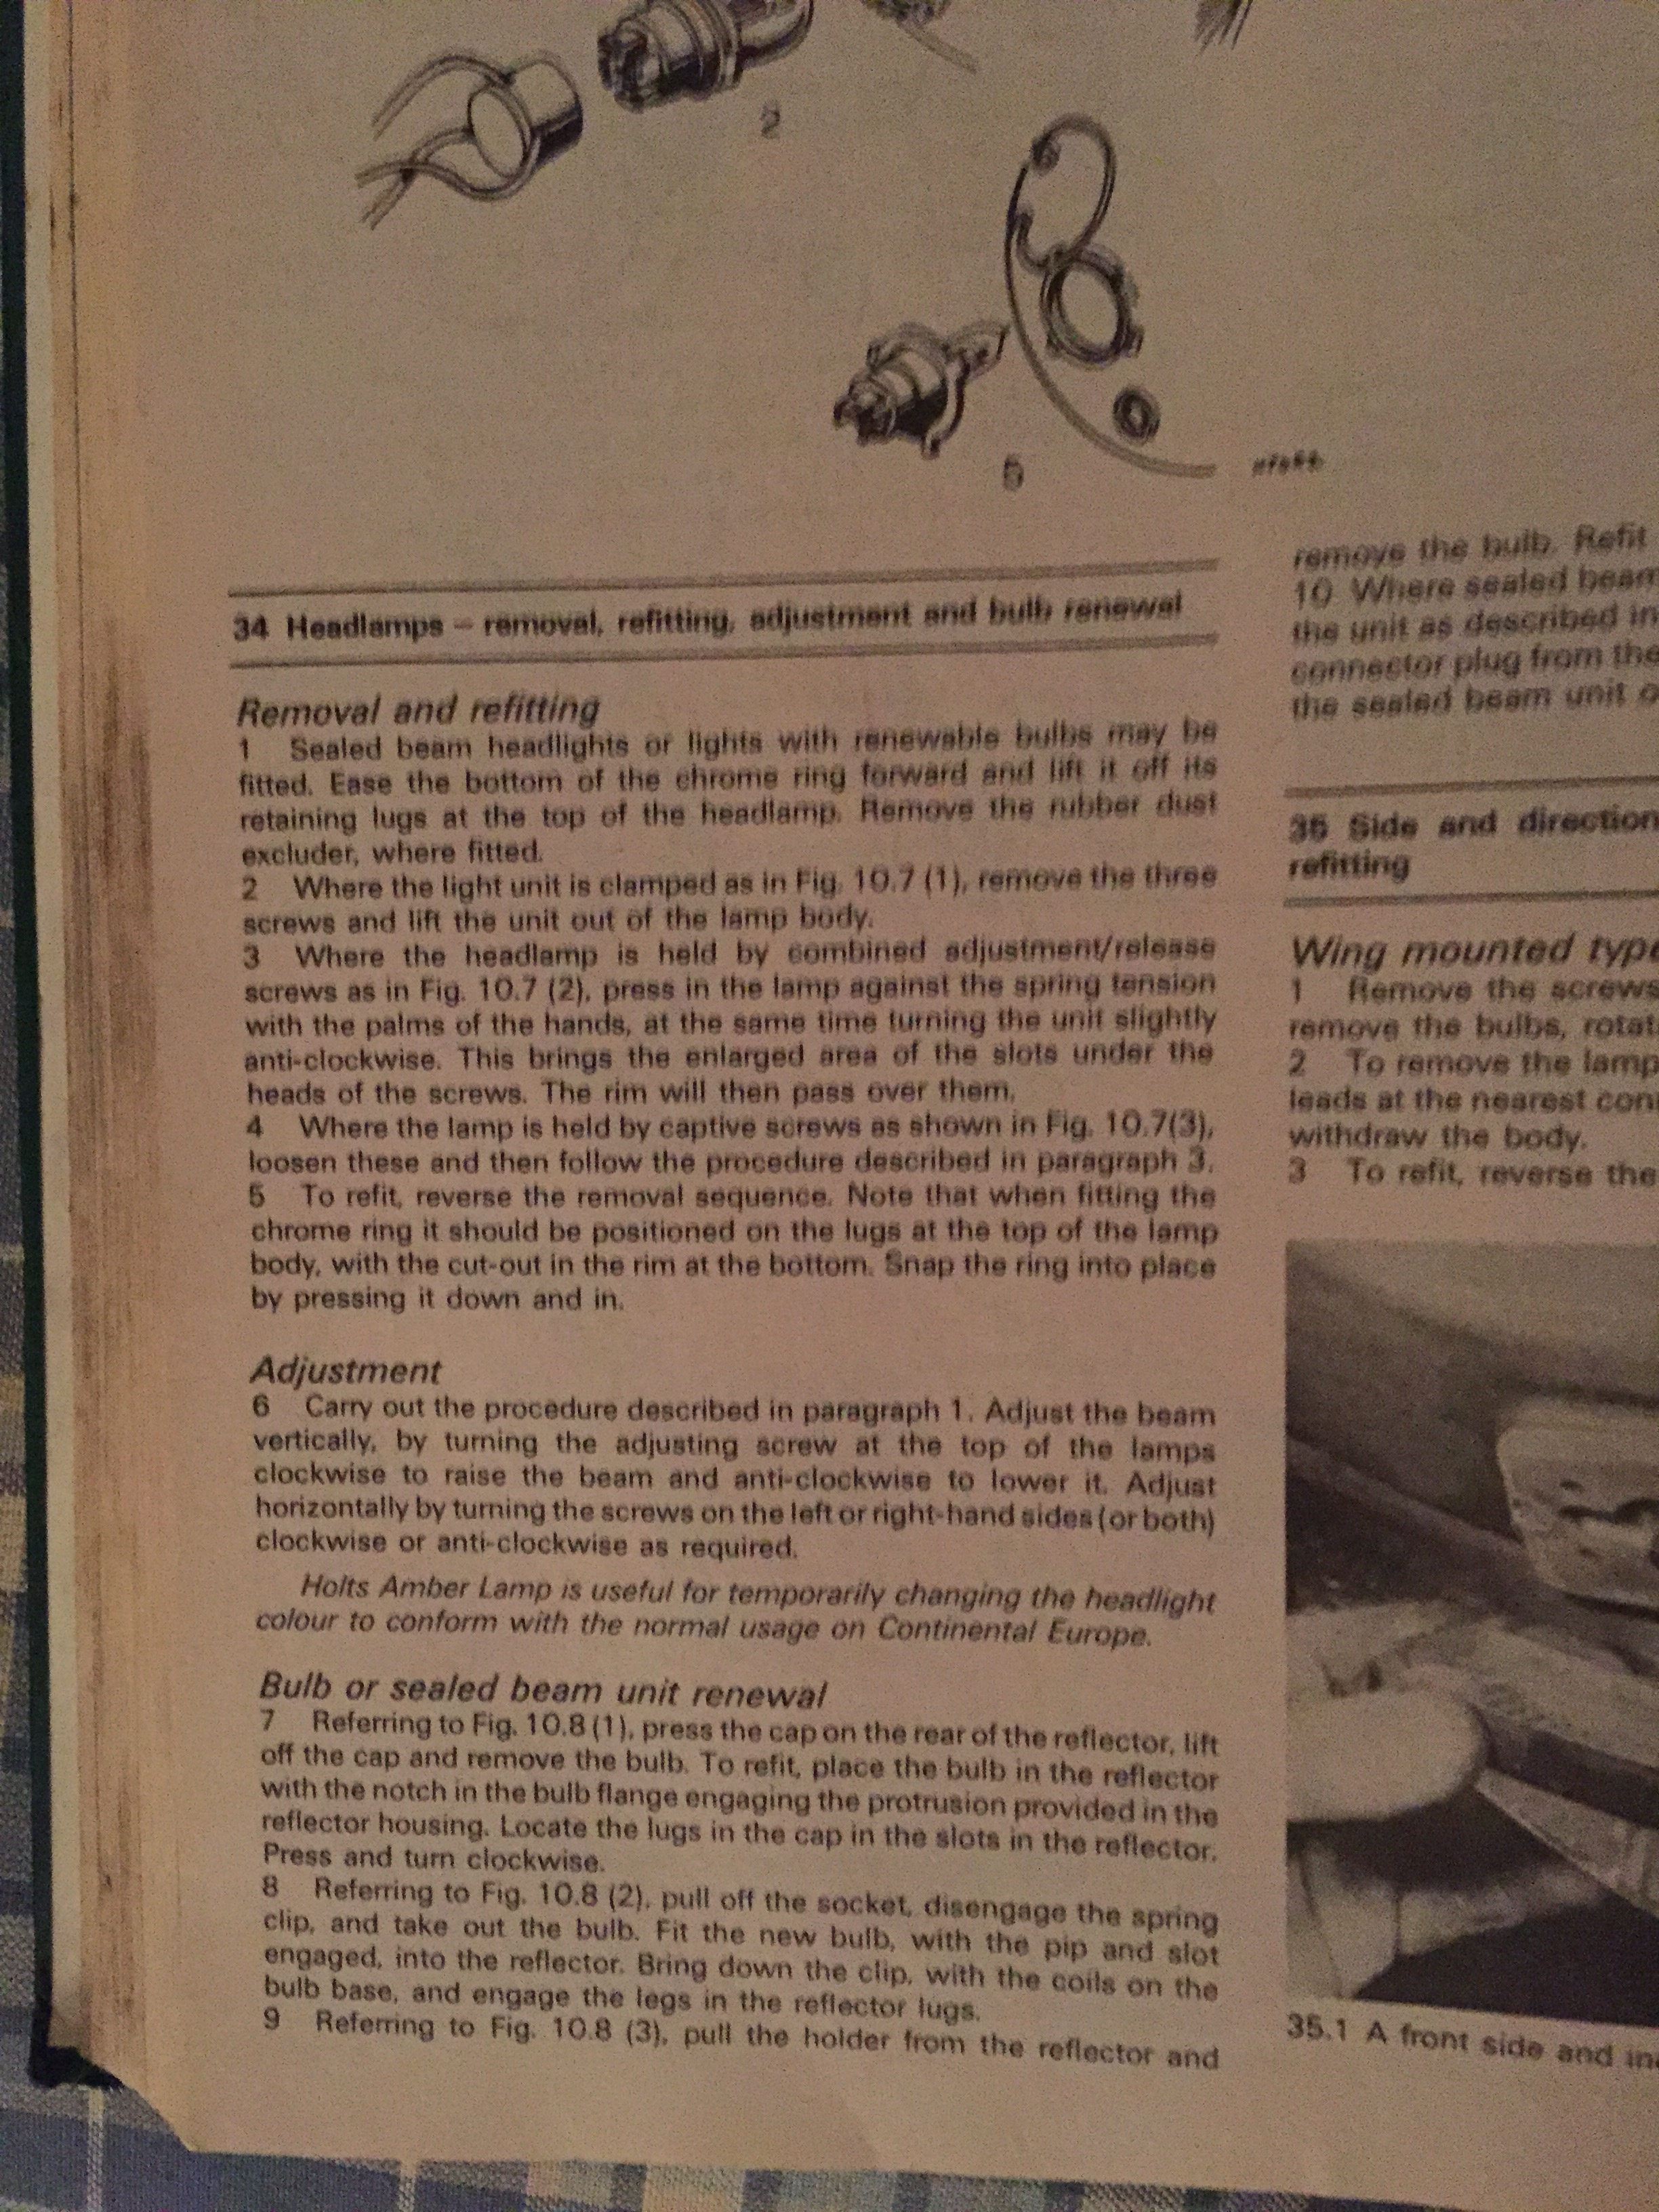 2
5
34 Headlamps – removal, refitting, adjustment and bulb renewal
Removal and refitting
1 Sealed beam headlights or lights with renewable bulbs may be
fitted. Ease the bottom of the chrome ring forward and lift it off its
retaining lugs at the top of the headlamp. Remove the rubber dust
excluder, where fitted.
2 Where the light unit is clamped as in Fig. 10.7 (1), remove the three
screws and lift the unit out of the lamp body.
3 Where the headlamp is held by combined adjustment/release
screws as in Fig. 10.7 (2), press in the lamp against the spring tension
with the palms of the hands, at the same time turning the unit slightly
anti-clockwise. This brings the enlarged area of the slots under the
heads of the screws. The rim will then pass over them.
4 Where the lamp is held by captive screws as shown in Fig. 10.7(3),
loosen these and then follow the procedure described in paragraph 3.
5 To refit, reverse the removal sequence. Note that when fitting the
chrome ring it should be positioned on the lugs at the top of the lamp
body, with the cut-out in the rim at the bottom. Snap the ring into place
by pressing it down and in.
Adjustment
6 Carry out the procedure described in paragraph 1. Adjust the beam
vertically, by turning the adjusting screw at the top of the lamps
clockwise to raise the beam and anti-clockwise to lower it. Adjust
horizontally by turning the screws on the left or right-hand sides (or both)
clockwise or anti-clockwise as required.
Holts Amber Lamp is useful for temporarily changing the headlight
colour to conform with the normal usage on Continental Europe.
Bulb or sealed beam unit renewal
7 Referring to Fig. 10.8 (1), press the cap on the rear of the reflector, lift
off the cap and remove the bulb. To refit, place the bulb in the reflector
with the notch in the bulb flange engaging the protrusion provided in the
reflector housing. Locate the lugs in the cap in the slots in the reflector.
Press and turn clockwise.
8 Referring to Fig. 10.8 (2), pull off the socket, disengage the spring
clip, and take out the bulb. Fit the new bulb, with the pip and slot
engaged, into the reflector. Bring down the clip, with the coils on the
bulb base, and engage the legs in the reflector lugs.
9 Referring to Fig. 10.8 (3), pull the holder from the reflector and
remove the bulb. Refit
10 Where sealed beam
the unit as described in
connector plug from the
the sealed beam unit
35 Side and direction
refitting
Wing mounted type
1 Remove the screws
remove the bulbs,
2 To remove the lamp
leads at the nearest
withdraw the body.
3 To refit, reverse the
35.1 A front side and